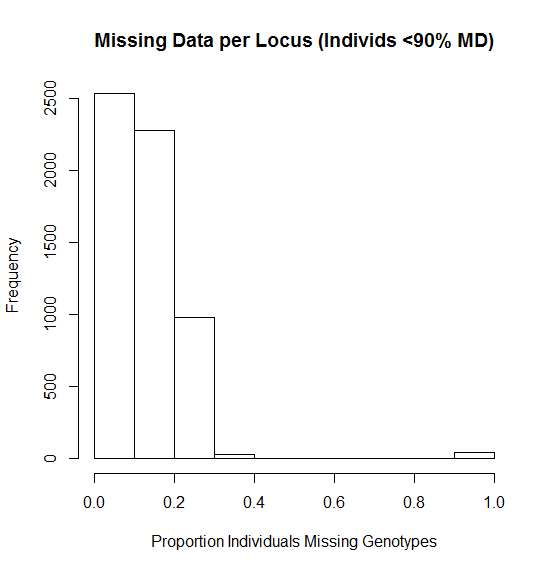 Missing Data per Locus (Individs <90% MD)
2500
2000
1500
1000
500
0
Frequency
0.0 0.2 0.4 0.6 0.8 1.0
Proportion Individuals Missing Genotypes